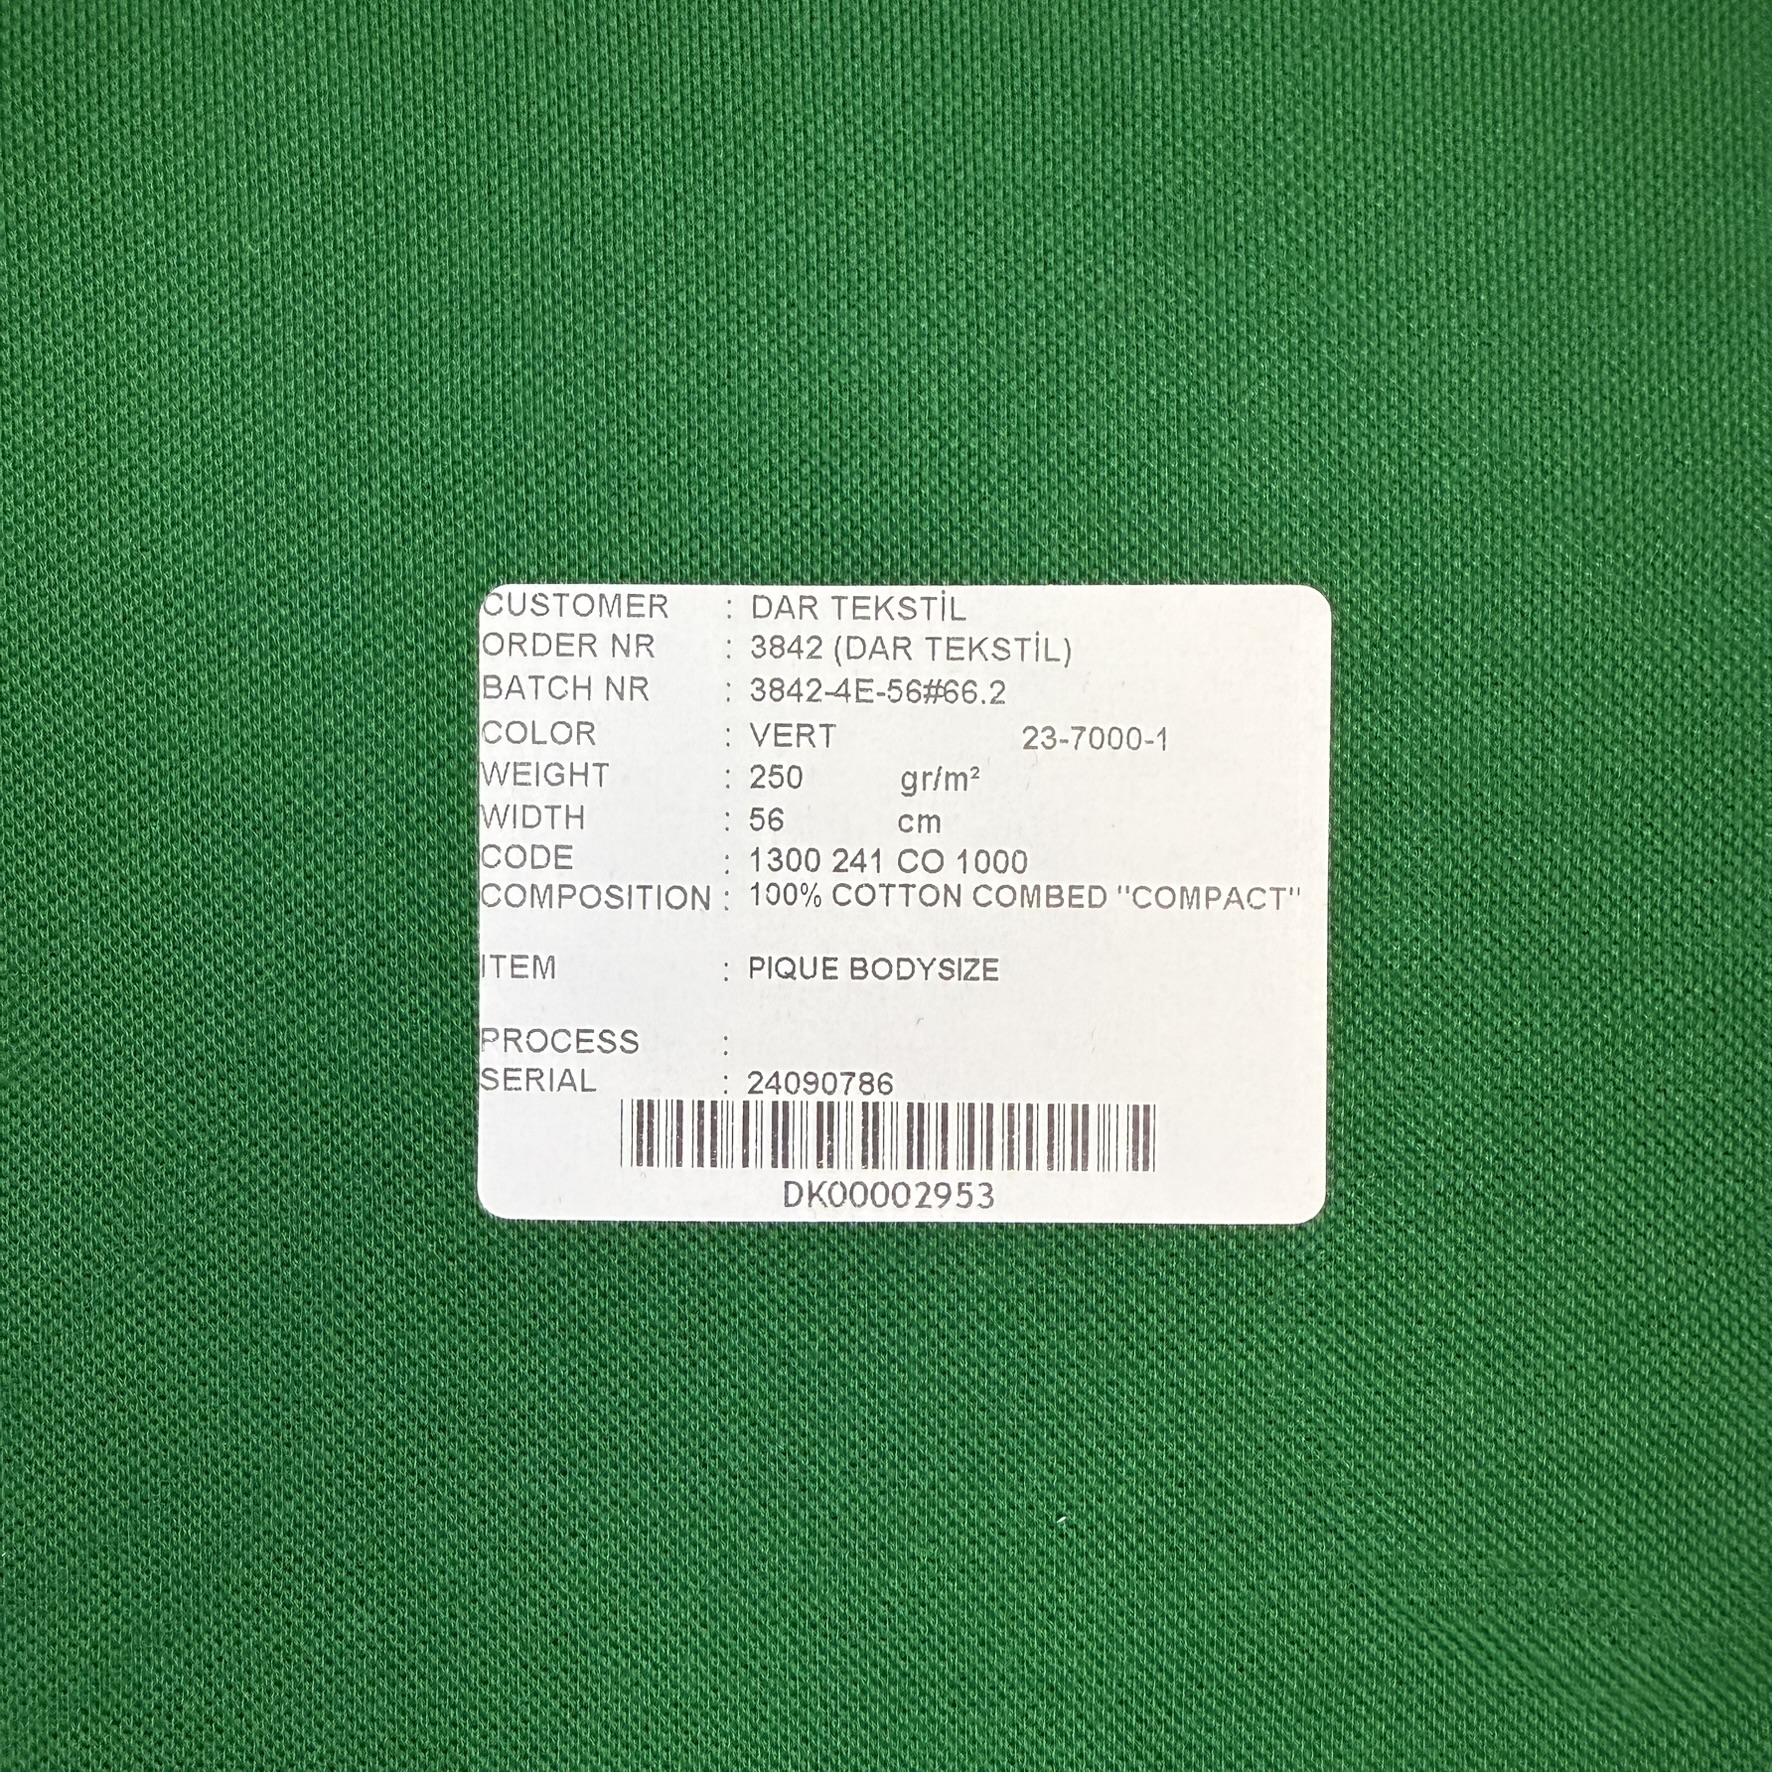 CUSTOMER : DAR TEKSTİL
ORDER NR : 3842 (DAR TEKSTİL)
BATCH NR : 3842-4E-56#66.2
COLOR : VERT 23-7000-1
WEIGHT : 250 gr/m²
WIDTH : 56 cm
CODE : 1300 241 CO 1000
COMPOSITION : 100% COTTON COMBED "COMPACT"
ITEM : PIQUE BODYSIZE
PROCESS :
SERIAL : 24090786
DK00002953